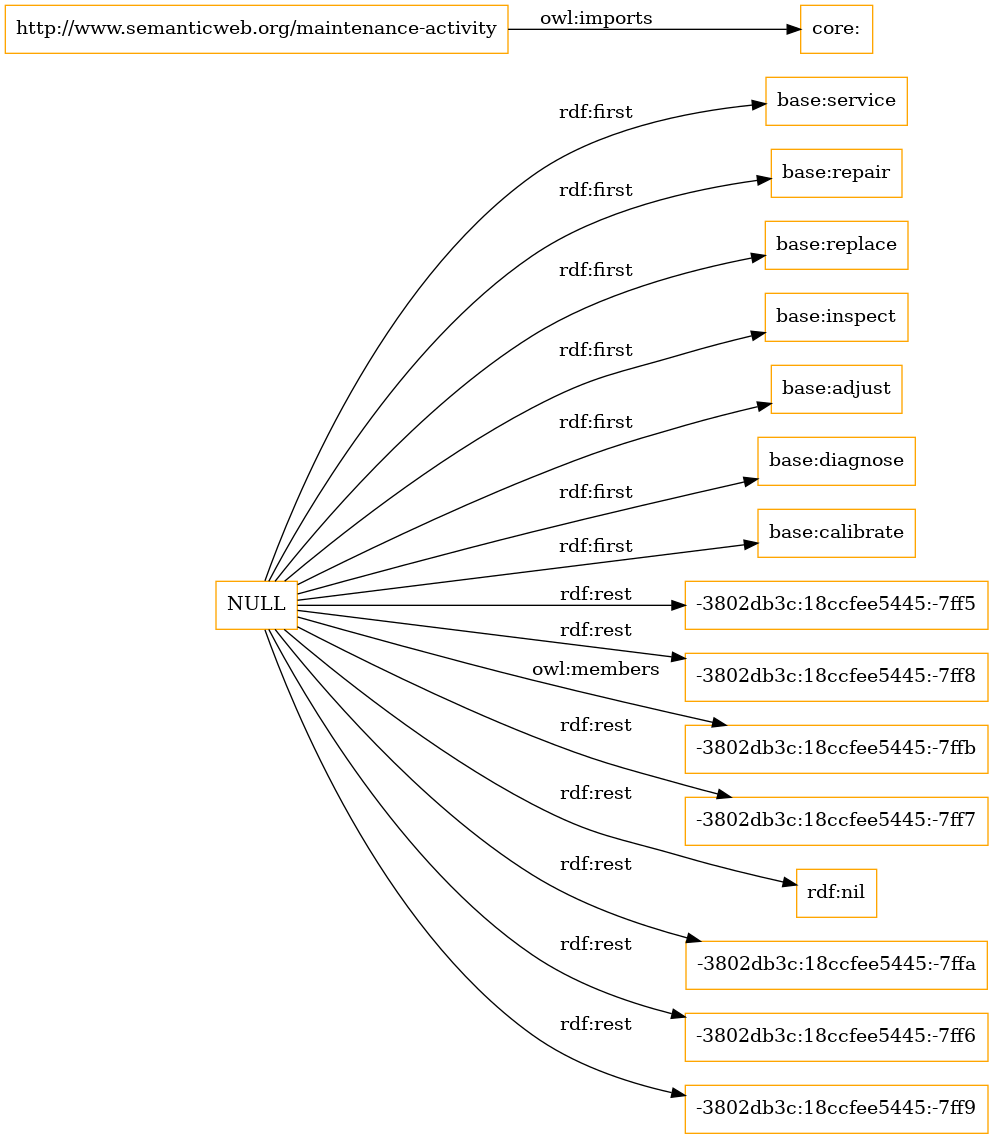 http://www.semanticweb.org/maintenance-activity
owl:imports
core:
rdf:first
base:service
rdf:first
base:repair
rdf:first
base:replace
rdf:first
base:inspect
rdf:first
base:adjust
rdf:first
base:diagnose
rdf:first
base:calibrate
NULL
rdf:rest
-3802db3c:18ccfee5445:-7ff5
rdf:rest
-3802db3c:18ccfee5445:-7ff8
owl:members
-3802db3c:18ccfee5445:-7ffb
rdf:rest
-3802db3c:18ccfee5445:-7ff7
rdf:rest
rdf:nil
rdf:rest
-3802db3c:18ccfee5445:-7ffa
rdf:rest
-3802db3c:18ccfee5445:-7ff6
rdf:rest
-3802db3c:18ccfee5445:-7ff9